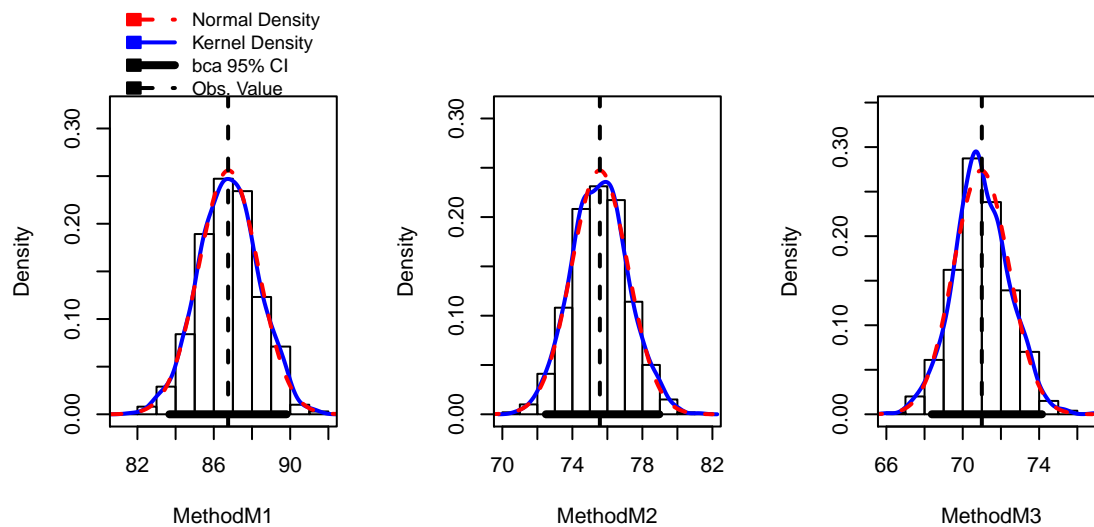 Normal Density
Kernel Density
bca 95% CI
Obs. Value
Density
0.00 0.10 0.20 0.30
82 86 90
MethodM1
Density
0.00 0.10 0.20 0.30
70 74 78 82
MethodM2
Density
0.00 0.10 0.20 0.30
66 70 74
MethodM3